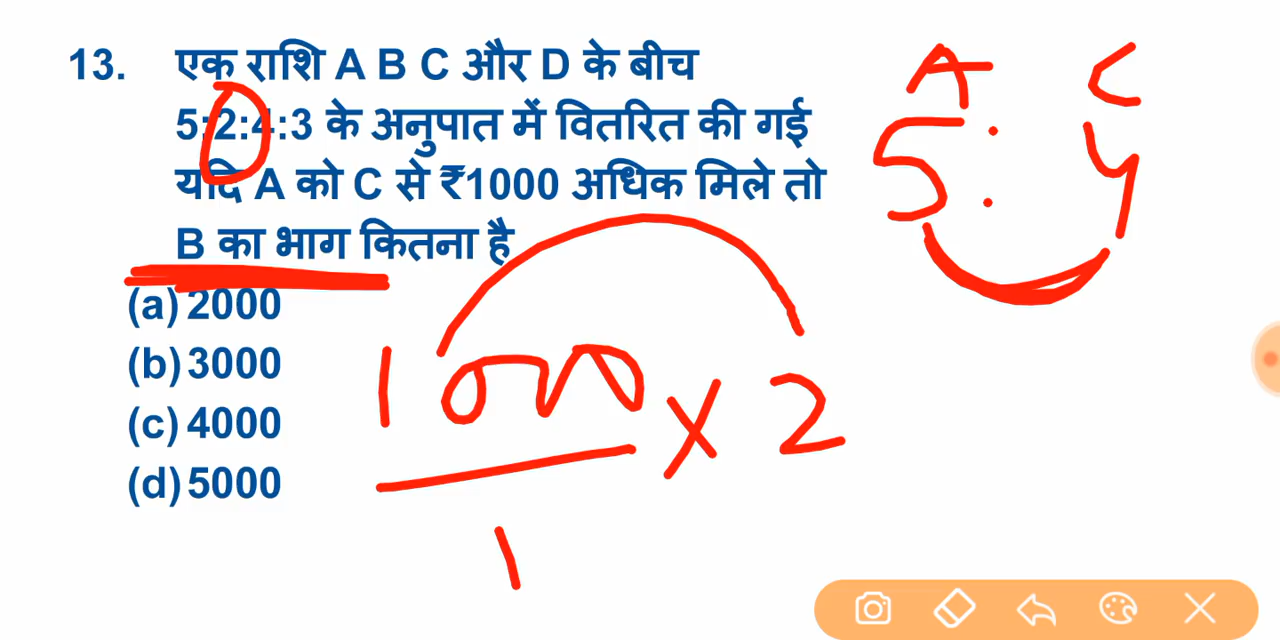 13. एक राशि A B C और D के बीच
5:2:4:3 के अनुपात में वितरित की गई
यदि A को C से ₹1000 अधिक मिले तो
B का भाग कितना है
(a) 2000
(b) 3000
(c) 4000
(d) 5000
A C
5 : 4
1000 × 2
1